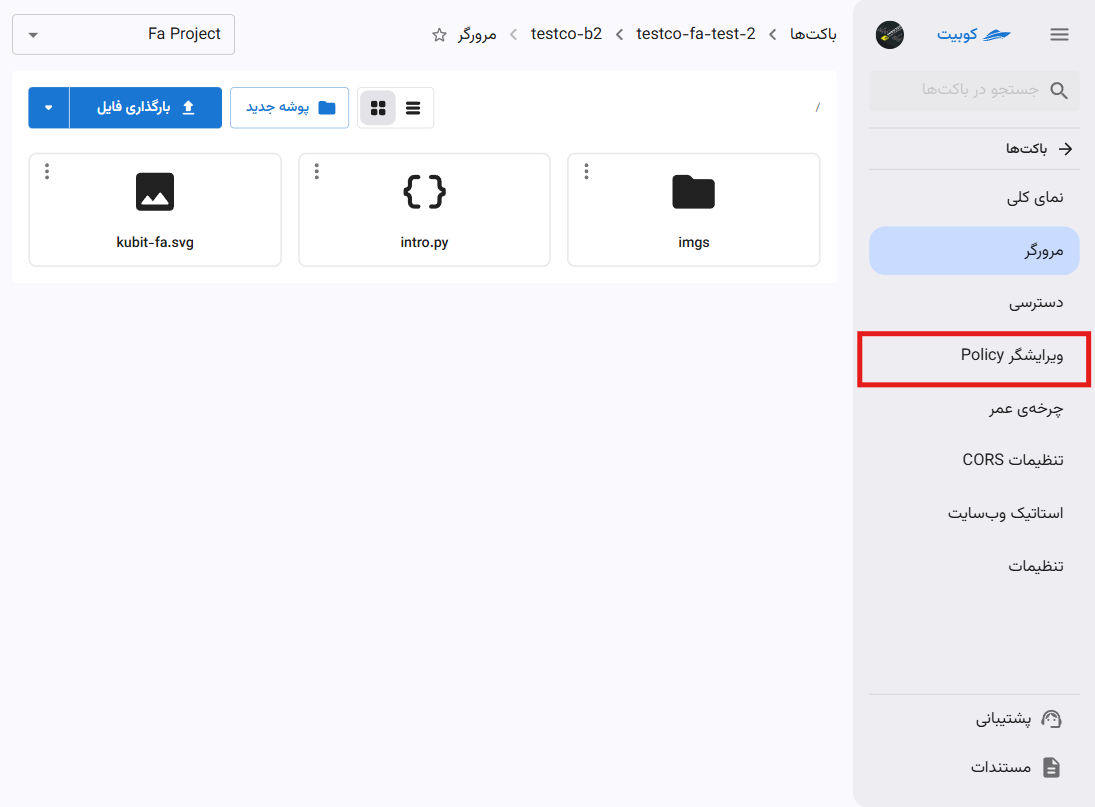 کوبیت
جستجو در باکت‌ها
باکت‌ها
نمای کلی
مرورگر
دسترسی
ویرایشگر Policy
چرخه‌ی عمر
تنظیمات CORS
استاتیک وب‌سایت
تنظیمات
پشتیبانی
مستندات
باکت‌ها > testco-fa-test-2 > testco-b2 > مرورگر
Fa Project
/
پوشه جدید
بارگذاری فایل
imgs
intro.py
kubit-fa.svg